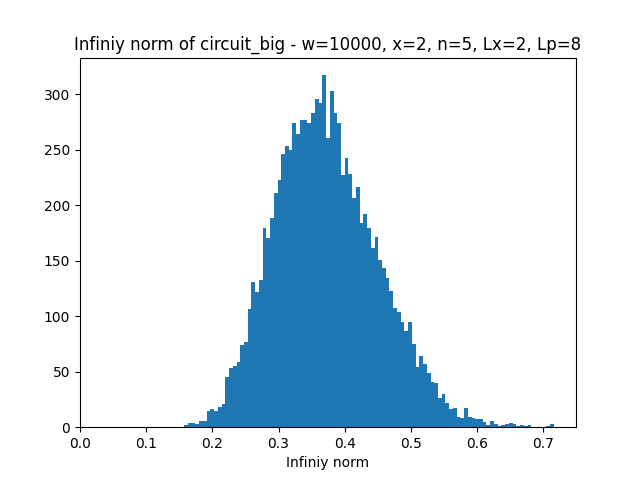 Infiniy norm of circuit_big - w=10000, x=2, n=5, Lx=2, Lp=8
300
250
200
150
100
50
0
0.0 0.1 0.2 0.3 0.4 0.5 0.6 0.7
Infiniy norm